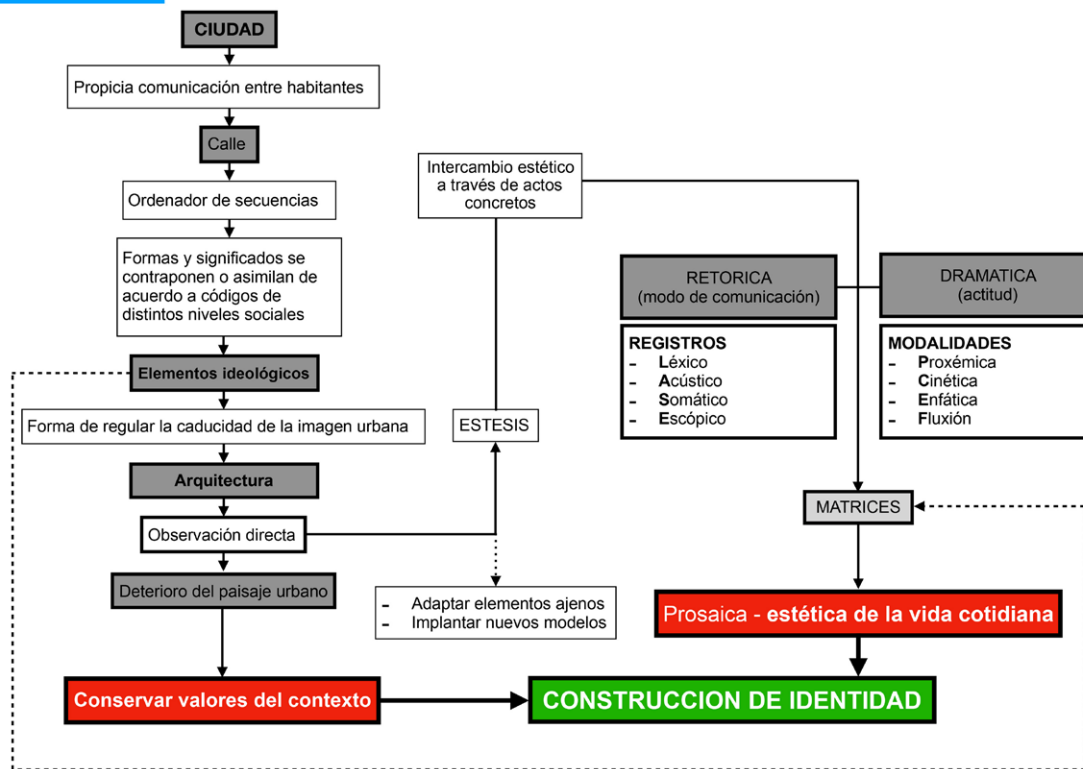 CIUDAD
Propicia comunicación entre habitantes
Calle
Ordenador de secuencias
Formas y significados se
contraponen o asimilan de
acuerdo a códigos de
distintos niveles sociales
Elementos ideológicos
Forma de regular la caducidad de la imagen urbana
Arquitectura
Observación directa
Deterioro del paisaje urbano
Conservar valores del contexto
Intercambio estético
a través de actos
concretos
ESTESIS
- Adaptar elementos ajenos
- Implantar nuevos modelos
RETORICA
(modo de comunicación)
REGISTROS
- Léxico
- Acústico
- Somático
- Escópico
DRAMATICA
(actitud)
MODALIDADES
- Proxémica
- Cinética
- Enfática
- Fluxión
MATRICES
Prosaica - estética de la vida cotidiana
CONSTRUCCION DE IDENTIDAD